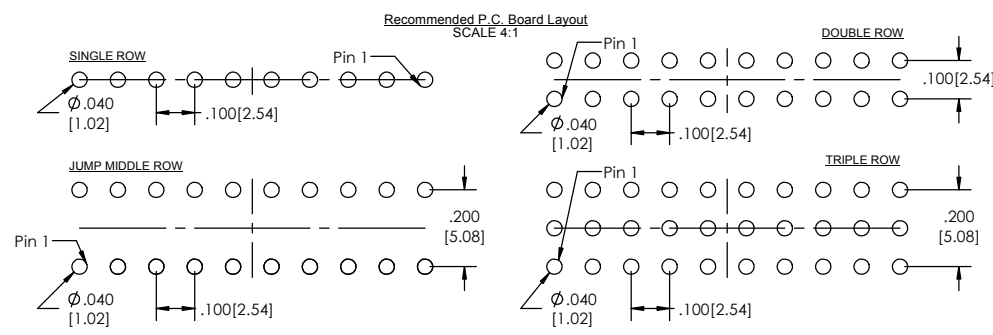 Recommended P.C. Board Layout
SCALE 4:1
SINGLE ROW
Pin 1
Ø.040
[1.02]
.100[2.54]
DOUBLE ROW
Pin 1
.100[2.54]
Ø.040
[1.02]
.100[2.54]
JUMP MIDDLE ROW
Pin 1
.200
[5.08]
Ø.040
[1.02]
.100[2.54]
TRIPLE ROW
Pin 1
.200
[5.08]
Ø.040
[1.02]
.100[2.54]